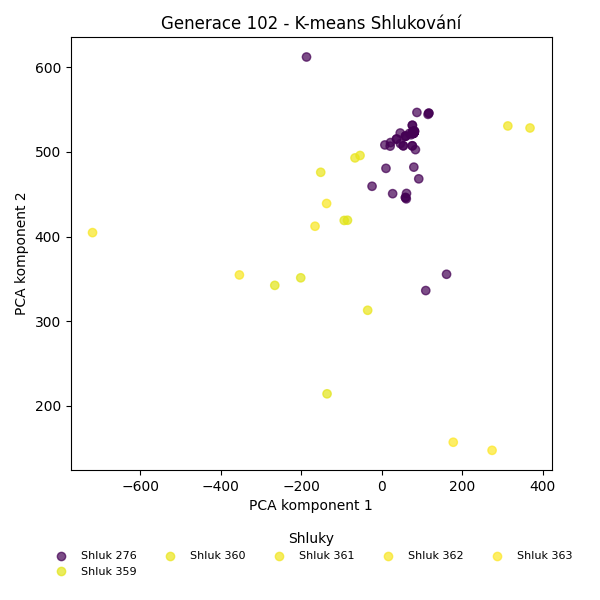 Generace 102 - K-means Shlukování
600
500
400
300
200
PCA komponent 2
−600 −400 −200 0 200 400
PCA komponent 1
Shluky
Shluk 276 Shluk 360 Shluk 361 Shluk 362 Shluk 363
Shluk 359